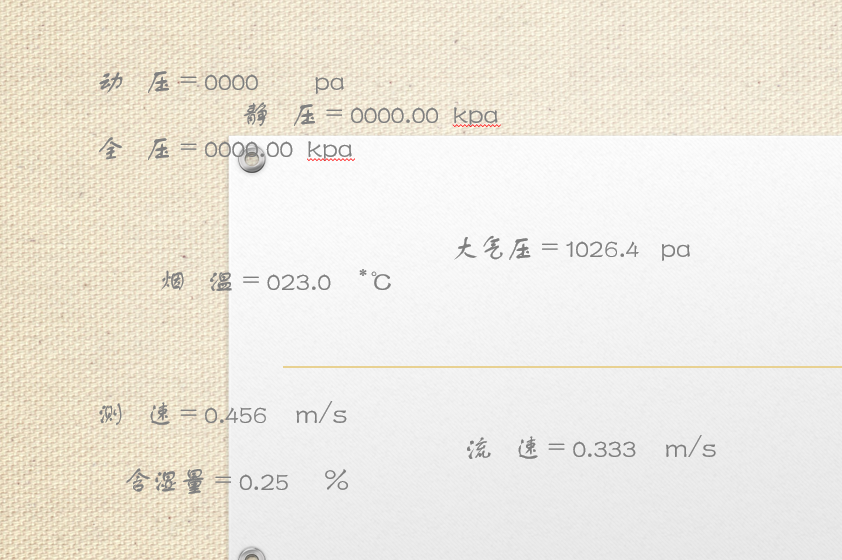 动 压＝0000 pa
静 压＝0000.00 kpa
全 压＝0000.00 kpa
大气压＝1026.4 pa
烟 温＝023.0 *℃
测 速＝0.456 m/s
流 速＝0.333 m/s
含湿量＝0.25 %